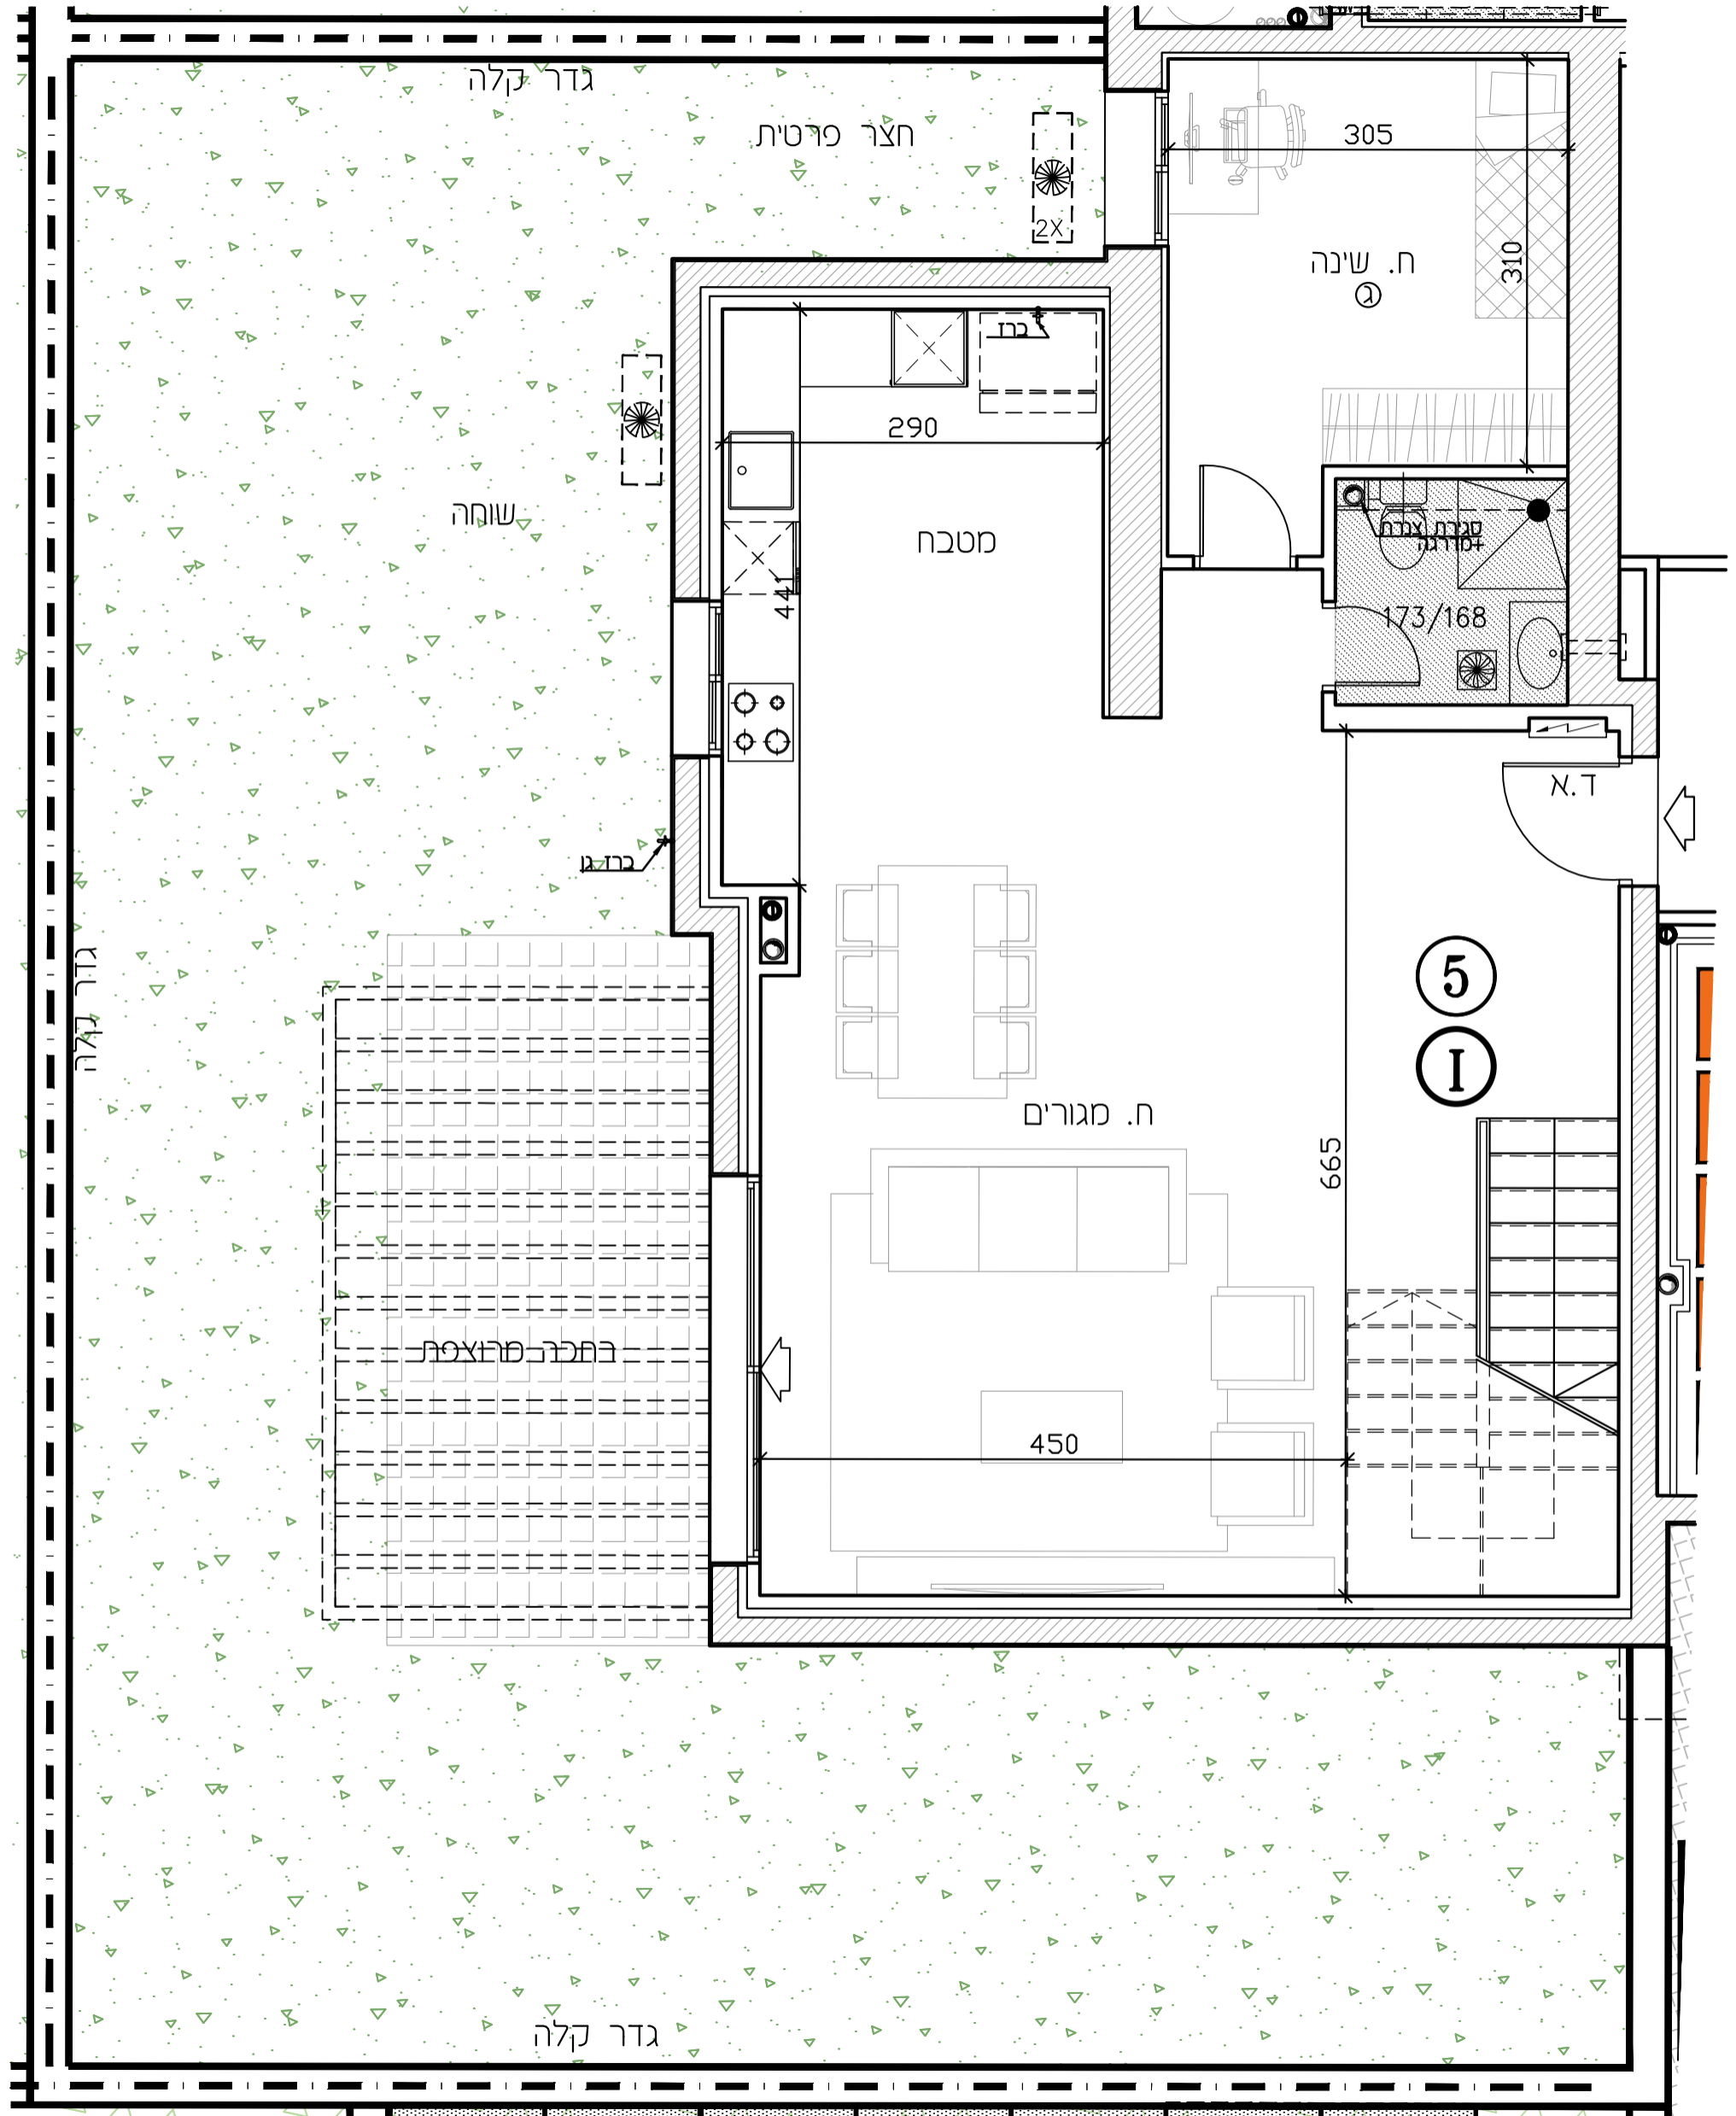 גדר קלה
חצר פרטית
305
2X
310
ח. שינה
ג
ברז
290
שוחה
מטבח
סגירת צנרת
+מדרגה
441
173/168
ד.א
ברז גן
גדר קלה
5
I
ח. מגורים
665
רחבה מרוצפת
450
גדר קלה